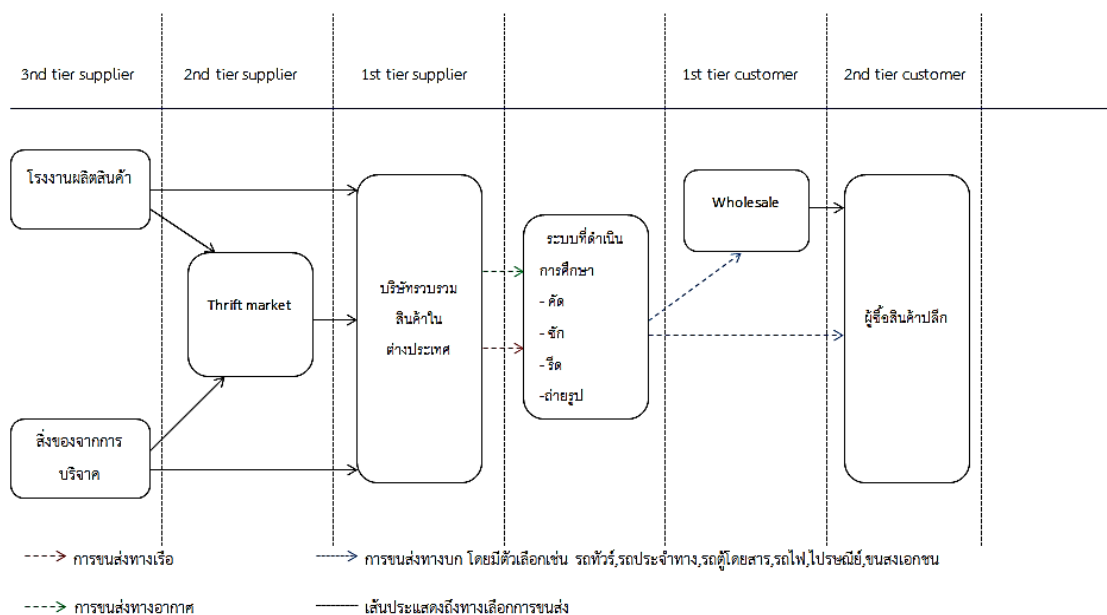 3nd tier supplier
2nd tier supplier
1st tier supplier
1st tier customer
2nd tier customer
โรงงานผลิตสินค้า
Thrift market
สิ่งของจากการ
บริจาค
บริษัทรวบรวม
สินค้าใน
ต่างประเทศ
ระบบที่ดำเนิน
การศึกษา
- คัด
- ซัก
- รีด
-ถ่ายรูป
Wholesale
ผู้ซื้อสินค้าปลีก
การขนส่งทางเรือ
การขนส่งทางบก โดยมีตัวเลือกเช่น รถทัวร์,รถประจำทาง,รถตู้โดยสาร,รถไฟ,ไปรษณีย์,ขนส่งเอกชน
การขนส่งทางอากาศ
เส้นประแสดงถึงทางเลือกการขนส่ง